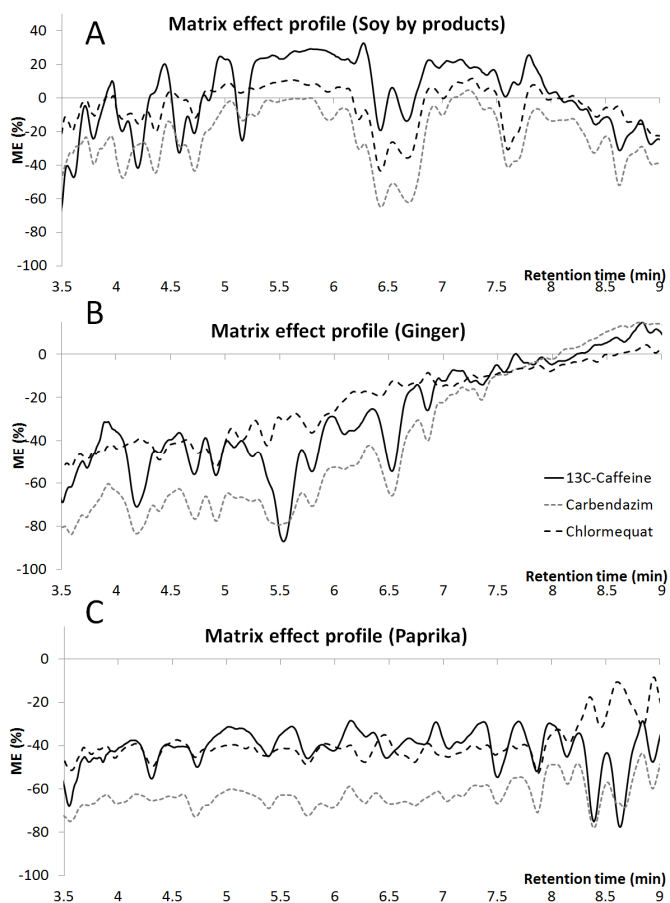 A
Matrix effect profile (Soy by products)
ME (%)
40
20
0
-20
-40
-60
-80
-100
Retention time (min)
3.5 4 4.5 5 5.5 6 6.5 7 7.5 8 8.5 9
B
Matrix effect profile (Ginger)
ME (%)
0
-20
-40
-60
-80
-100
13C-Caffeine
Carbendazim
Chlormequat
Retention time (min)
3.5 4 4.5 5 5.5 6 6.5 7 7.5 8 8.5 9
C
Matrix effect profile (Paprika)
ME (%)
0
-20
-40
-60
-80
-100
Retention time (min)
3.5 4 4.5 5 5.5 6 6.5 7 7.5 8 8.5 9